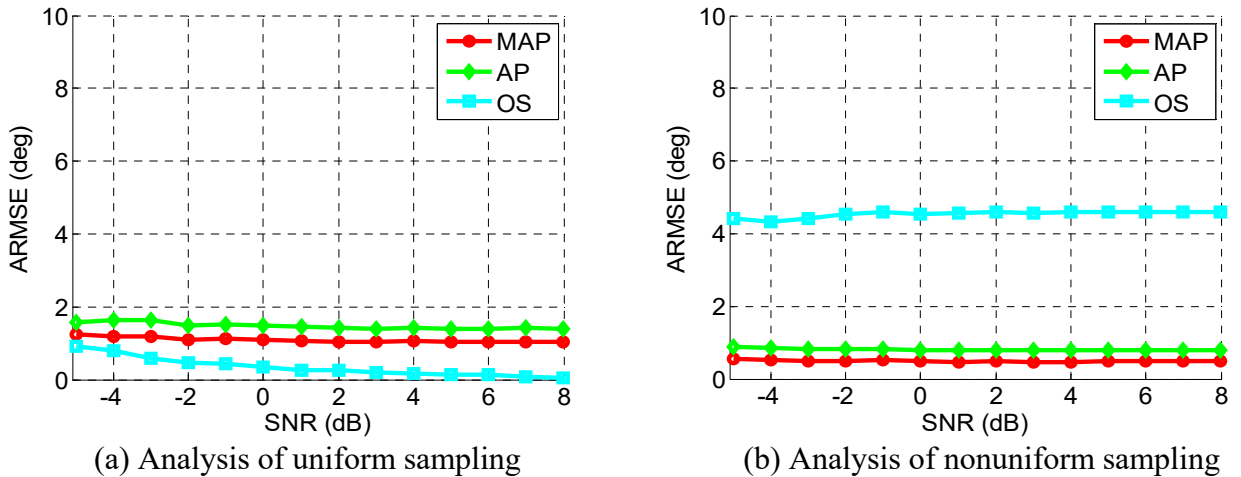 10
8
6
4
2
0
ARMSE (deg)
MAP
AP
OS
-4 -2 0 2 4 6 8
SNR (dB)
(a) Analysis of uniform sampling
10
8
6
4
2
0
ARMSE (deg)
MAP
AP
OS
-4 -2 0 2 4 6 8
SNR (dB)
(b) Analysis of nonuniform sampling